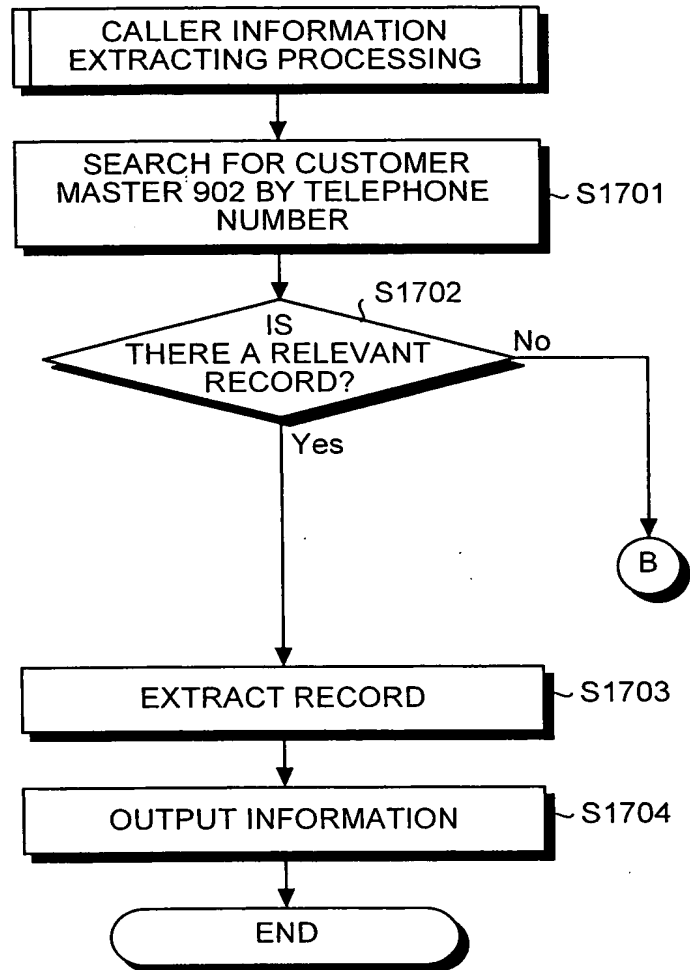 CALLER INFORMATION
EXTRACTING PROCESSING
SEARCH FOR CUSTOMER
MASTER 902 BY TELEPHONE
NUMBER
S1701
S1702
IS
THERE A RELEVANT
RECORD?
No
Yes
B
EXTRACT RECORD
S1703
OUTPUT INFORMATION
S1704
END